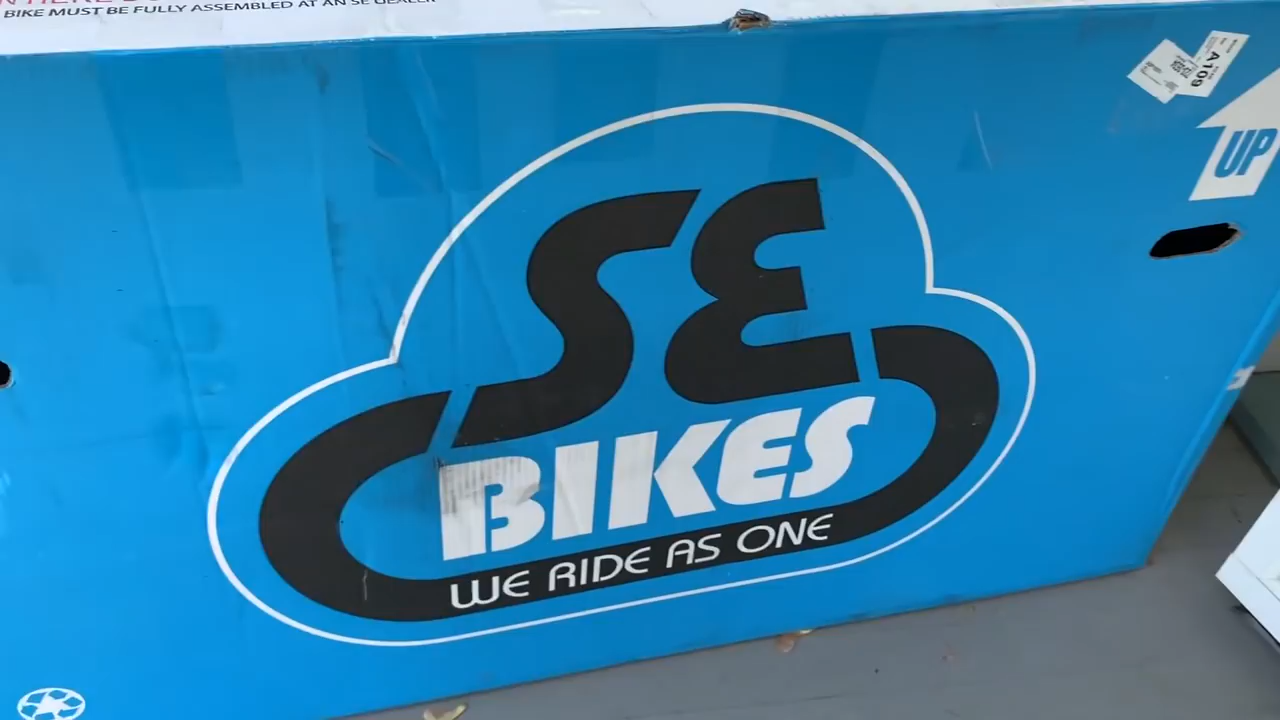 BIKE MUST BE FULLY ASSEMBLED AT AN SE DEALER
A109
UP
SE
BIKES
WE RIDE AS ONE